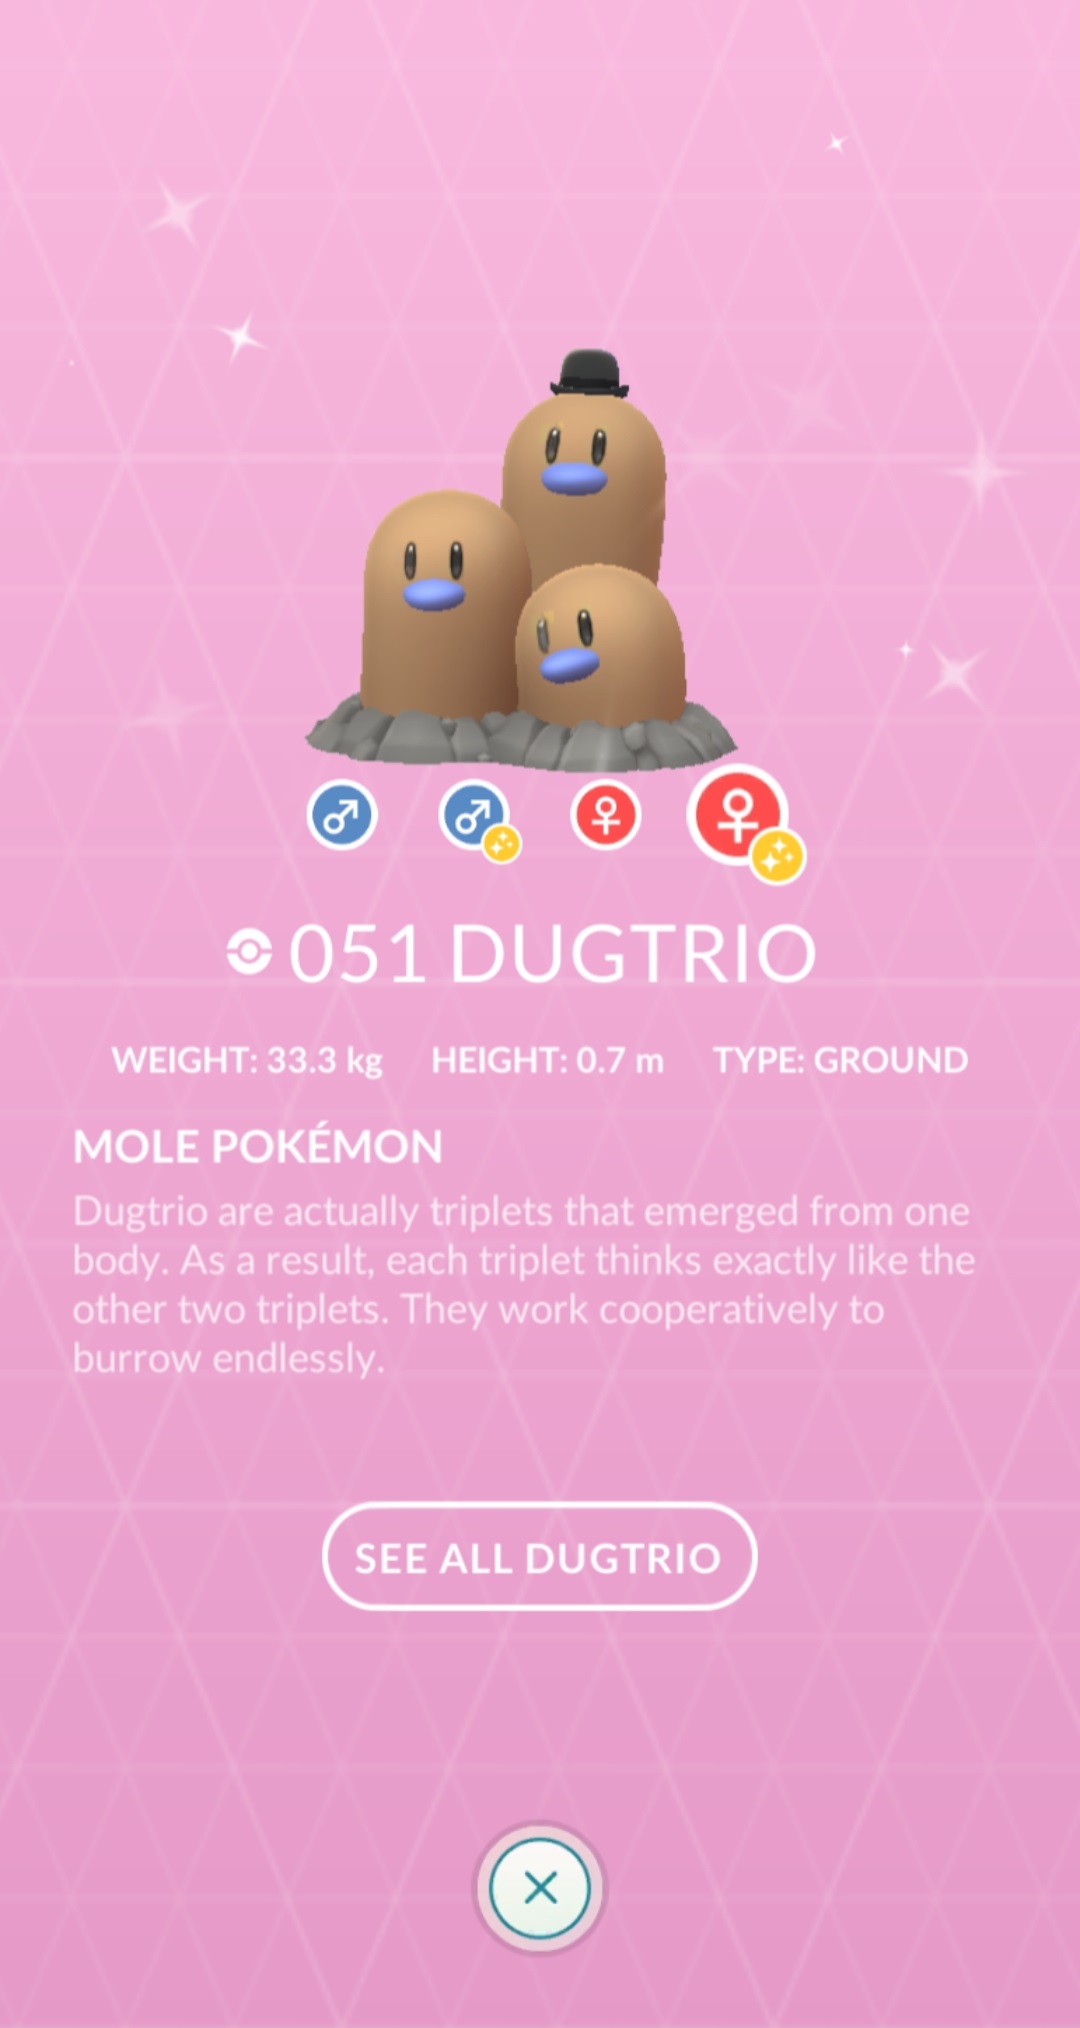 051 DUGTRIO
WEIGHT: 33.3 kg HEIGHT: 0.7 m TYPE: GROUND
MOLE POKÉMON
Dugtrio are actually triplets that emerged from one
body. As a result, each triplet thinks exactly like the
other two triplets. They work cooperatively to
burrow endlessly.
SEE ALL DUGTRIO